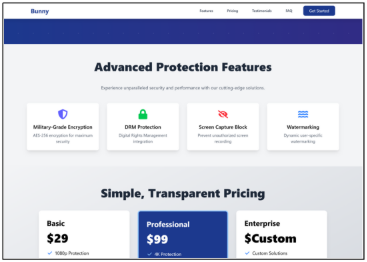 Bunny
Features Pricing Testimonials FAQ Get Started
Advanced Protection Features
Experience unparalleled security and performance with our cutting-edge solutions.
Military-Grade Encryption
AES-256 encryption for maximum
security
DRM Protection
Digital Rights Management
integration
Screen Capture Block
Prevent unauthorized screen
recording
Watermarking
Dynamic user-specific
watermarking
Simple, Transparent Pricing
Basic
$29
1080p Protection
Professional
$99
4K Protection
Enterprise
$Custom
Custom Solutions